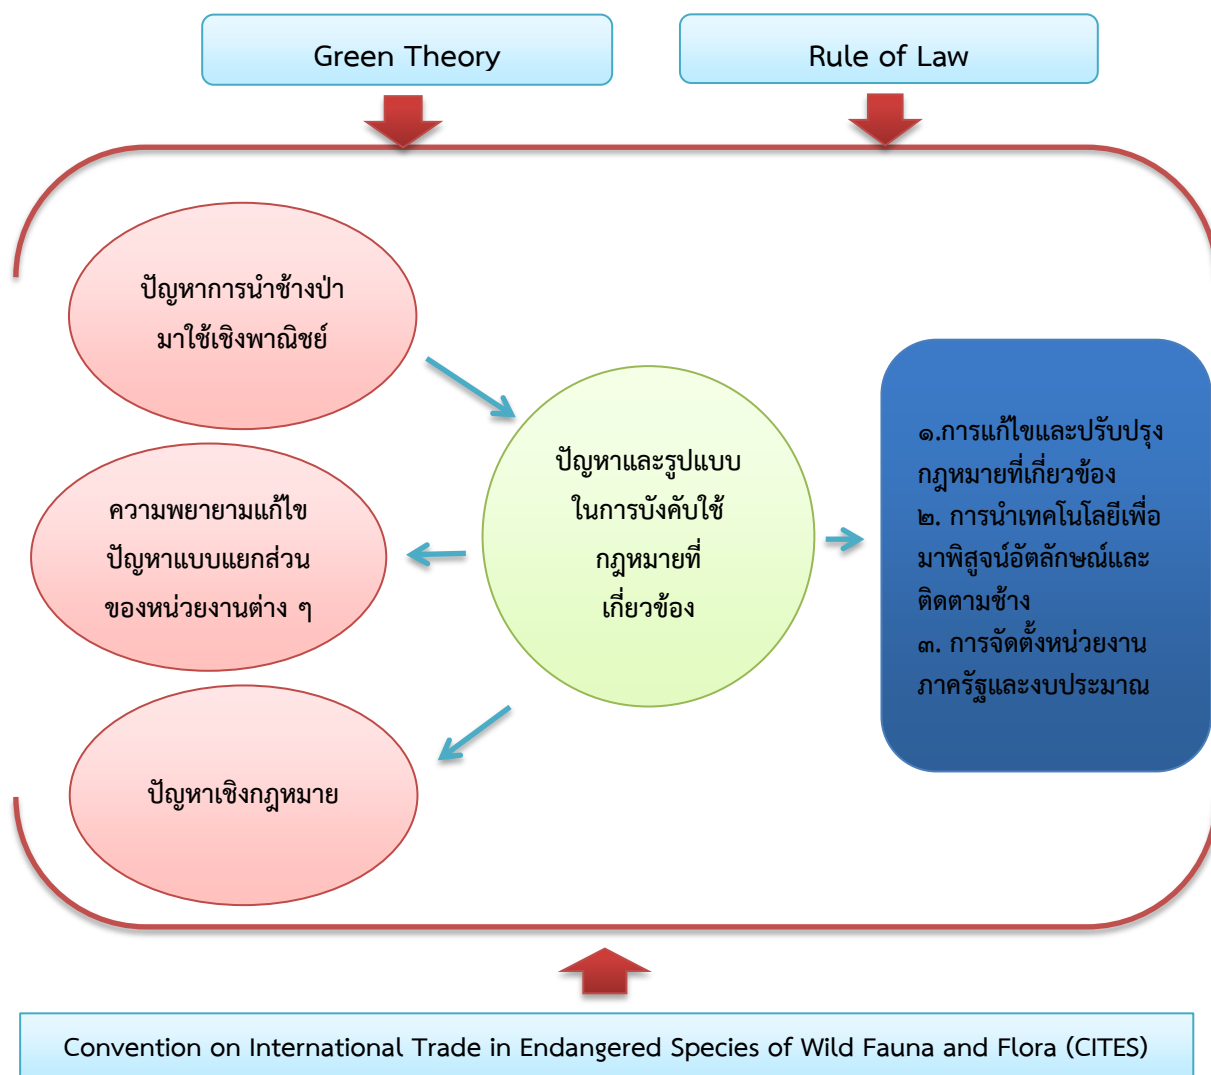 Green Theory
Rule of Law
ปัญหาการนำช้างป่า
มาใช้เชิงพาณิชย์
ความพยายามแก้ไข
ปัญหาแบบแยกส่วน
ของหน่วยงานต่าง ๆ
ปัญหาเชิงกฎหมาย
ปัญหาและรูปแบบ
ในการบังคับใช้
กฎหมายที่
เกี่ยวข้อง
๑.การแก้ไขและปรับปรุง
กฎหมายที่เกี่ยวข้อง
๒. การนำเทคโนโลยีเพื่อ
มาพิสูจน์อัตลักษณ์และ
ติดตามช้าง
๓. การจัดตั้งหน่วยงาน
ภาครัฐและงบประมาณ
Convention on International Trade in Endangered Species of Wild Fauna and Flora (CITES)